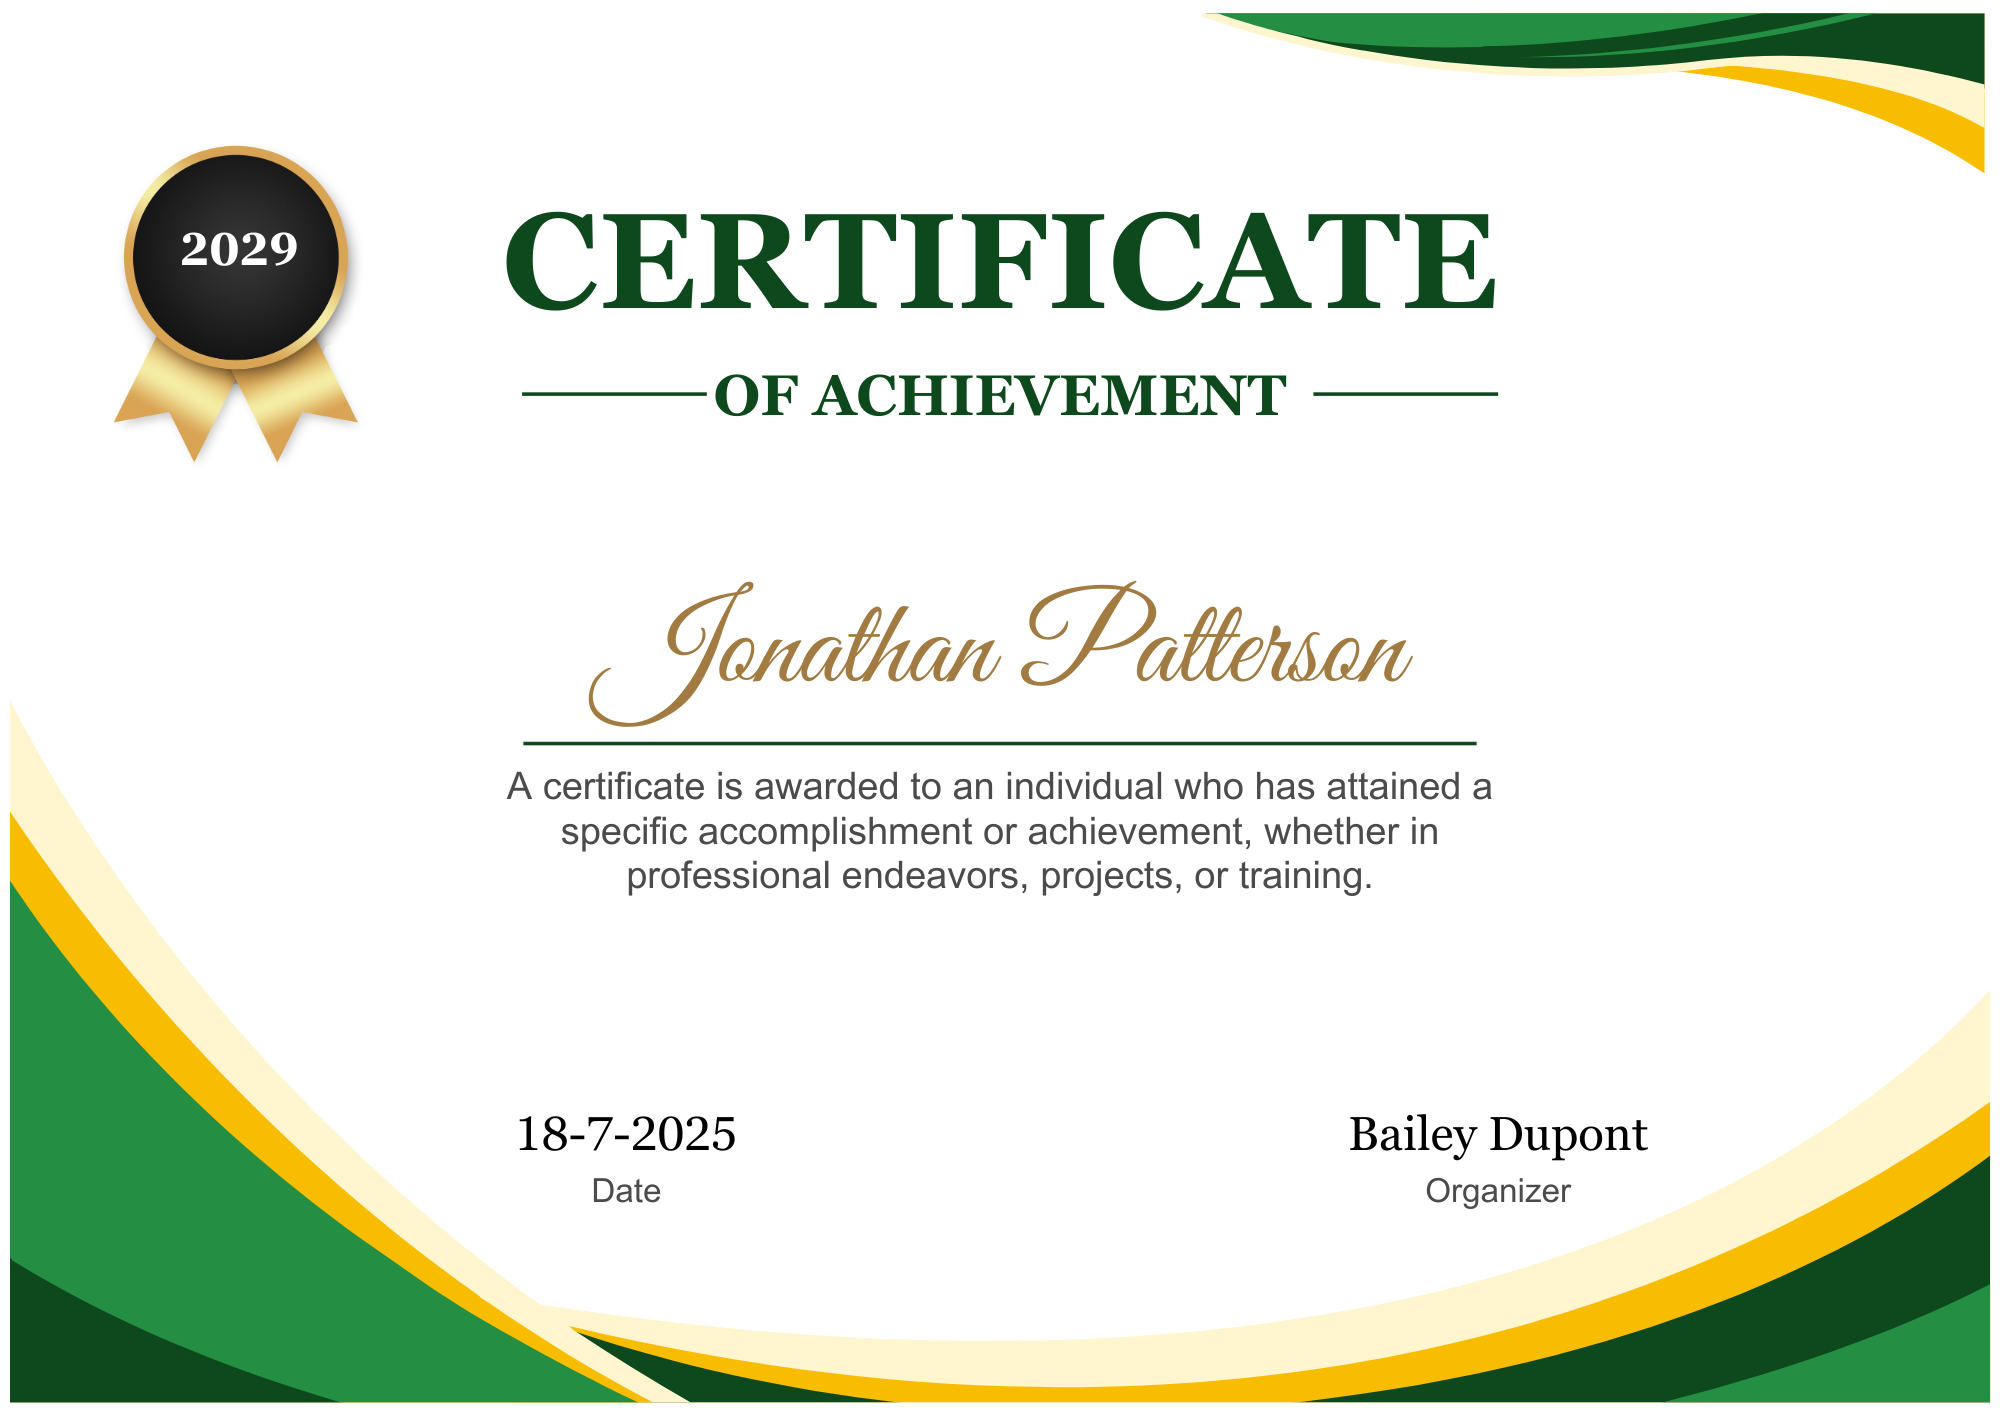 2029
CERTIFICATE
OF ACHIEVEMENT
Jonathan Patterson
A certificate is awarded to an individual who has attained a
specific accomplishment or achievement, whether in
professional endeavors, projects, or training.
18-7-2025
Date
Bailey Dupont
Organizer